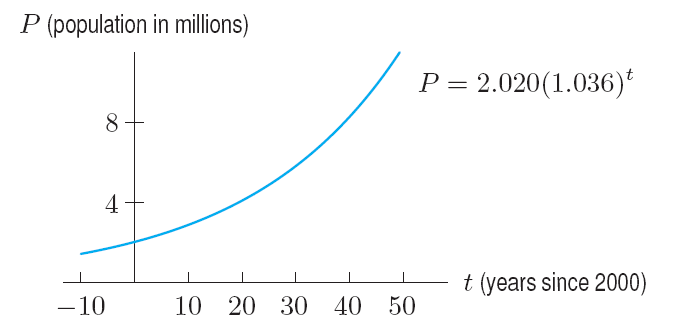 P (population in millions)
P = 2.020(1.036)^t
8
4
t (years since 2000)
−10 10 20 30 40 50